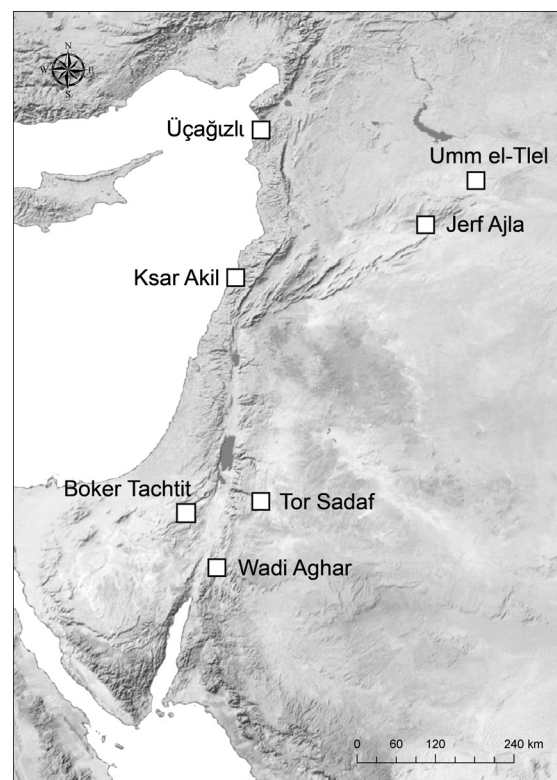 N
W E
S
Üçağızlı
Umm el-Tlel
Jerf Ajla
Ksar Akil
Boker Tachtit
Tor Sadaf
Wadi Aghar
0 60 120 240 km